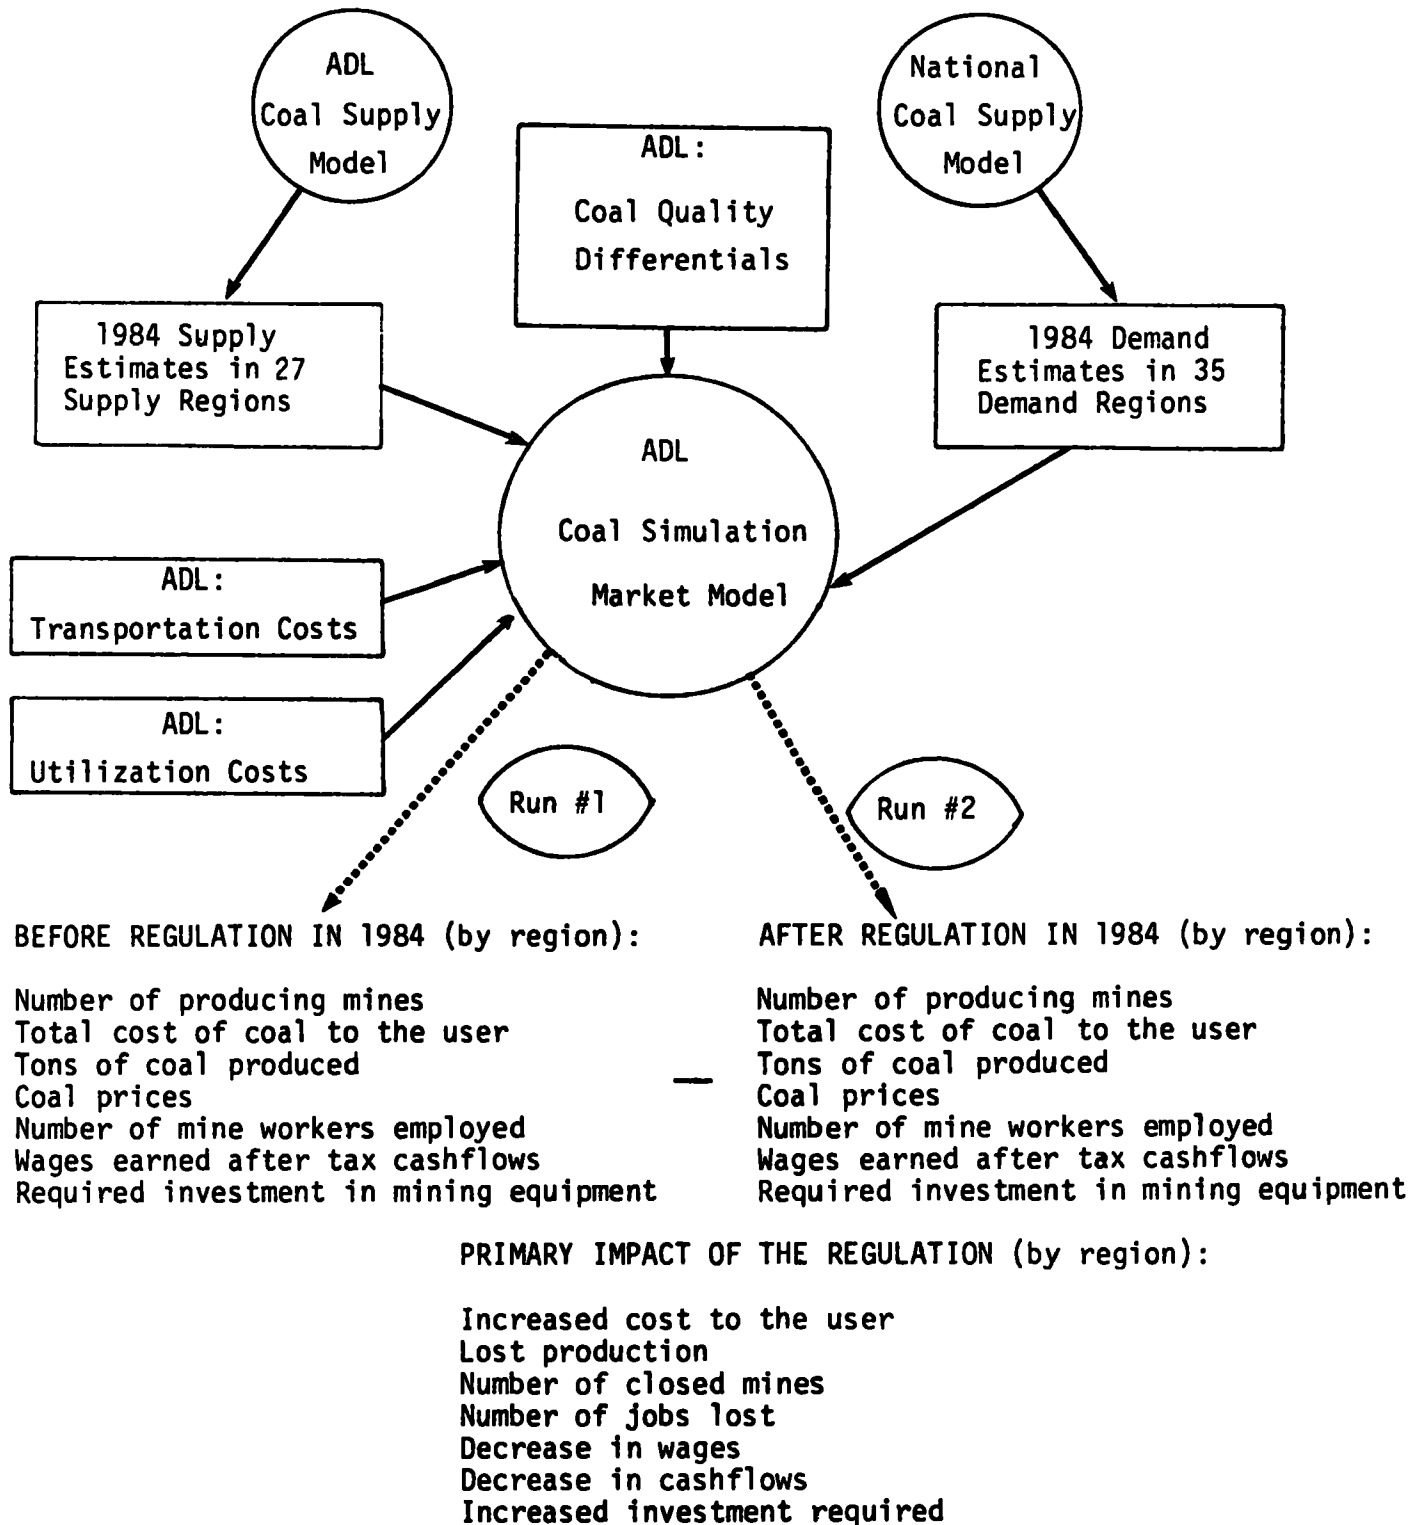 ADL
Coal Supply
Model
National
Coal Supply
Model
ADL:
Coal Quality
Differentials
1984 Supply
Estimates in 27
Supply Regions
1984 Demand
Estimates in 35
Demand Regions
ADL
Coal Simulation
Market Model
ADL:
Transportation Costs
ADL:
Utilization Costs
Run #1
Run #2
BEFORE REGULATION IN 1984 (by region):
Number of producing mines
Total cost of coal to the user
Tons of coal produced
Coal prices
Number of mine workers employed
Wages earned after tax cashflows
Required investment in mining equipment
—
AFTER REGULATION IN 1984 (by region):
Number of producing mines
Total cost of coal to the user
Tons of coal produced
Coal prices
Number of mine workers employed
Wages earned after tax cashflows
Required investment in mining equipment
PRIMARY IMPACT OF THE REGULATION (by region):
Increased cost to the user
Lost production
Number of closed mines
Number of jobs lost
Decrease in wages
Decrease in cashflows
Increased investment required